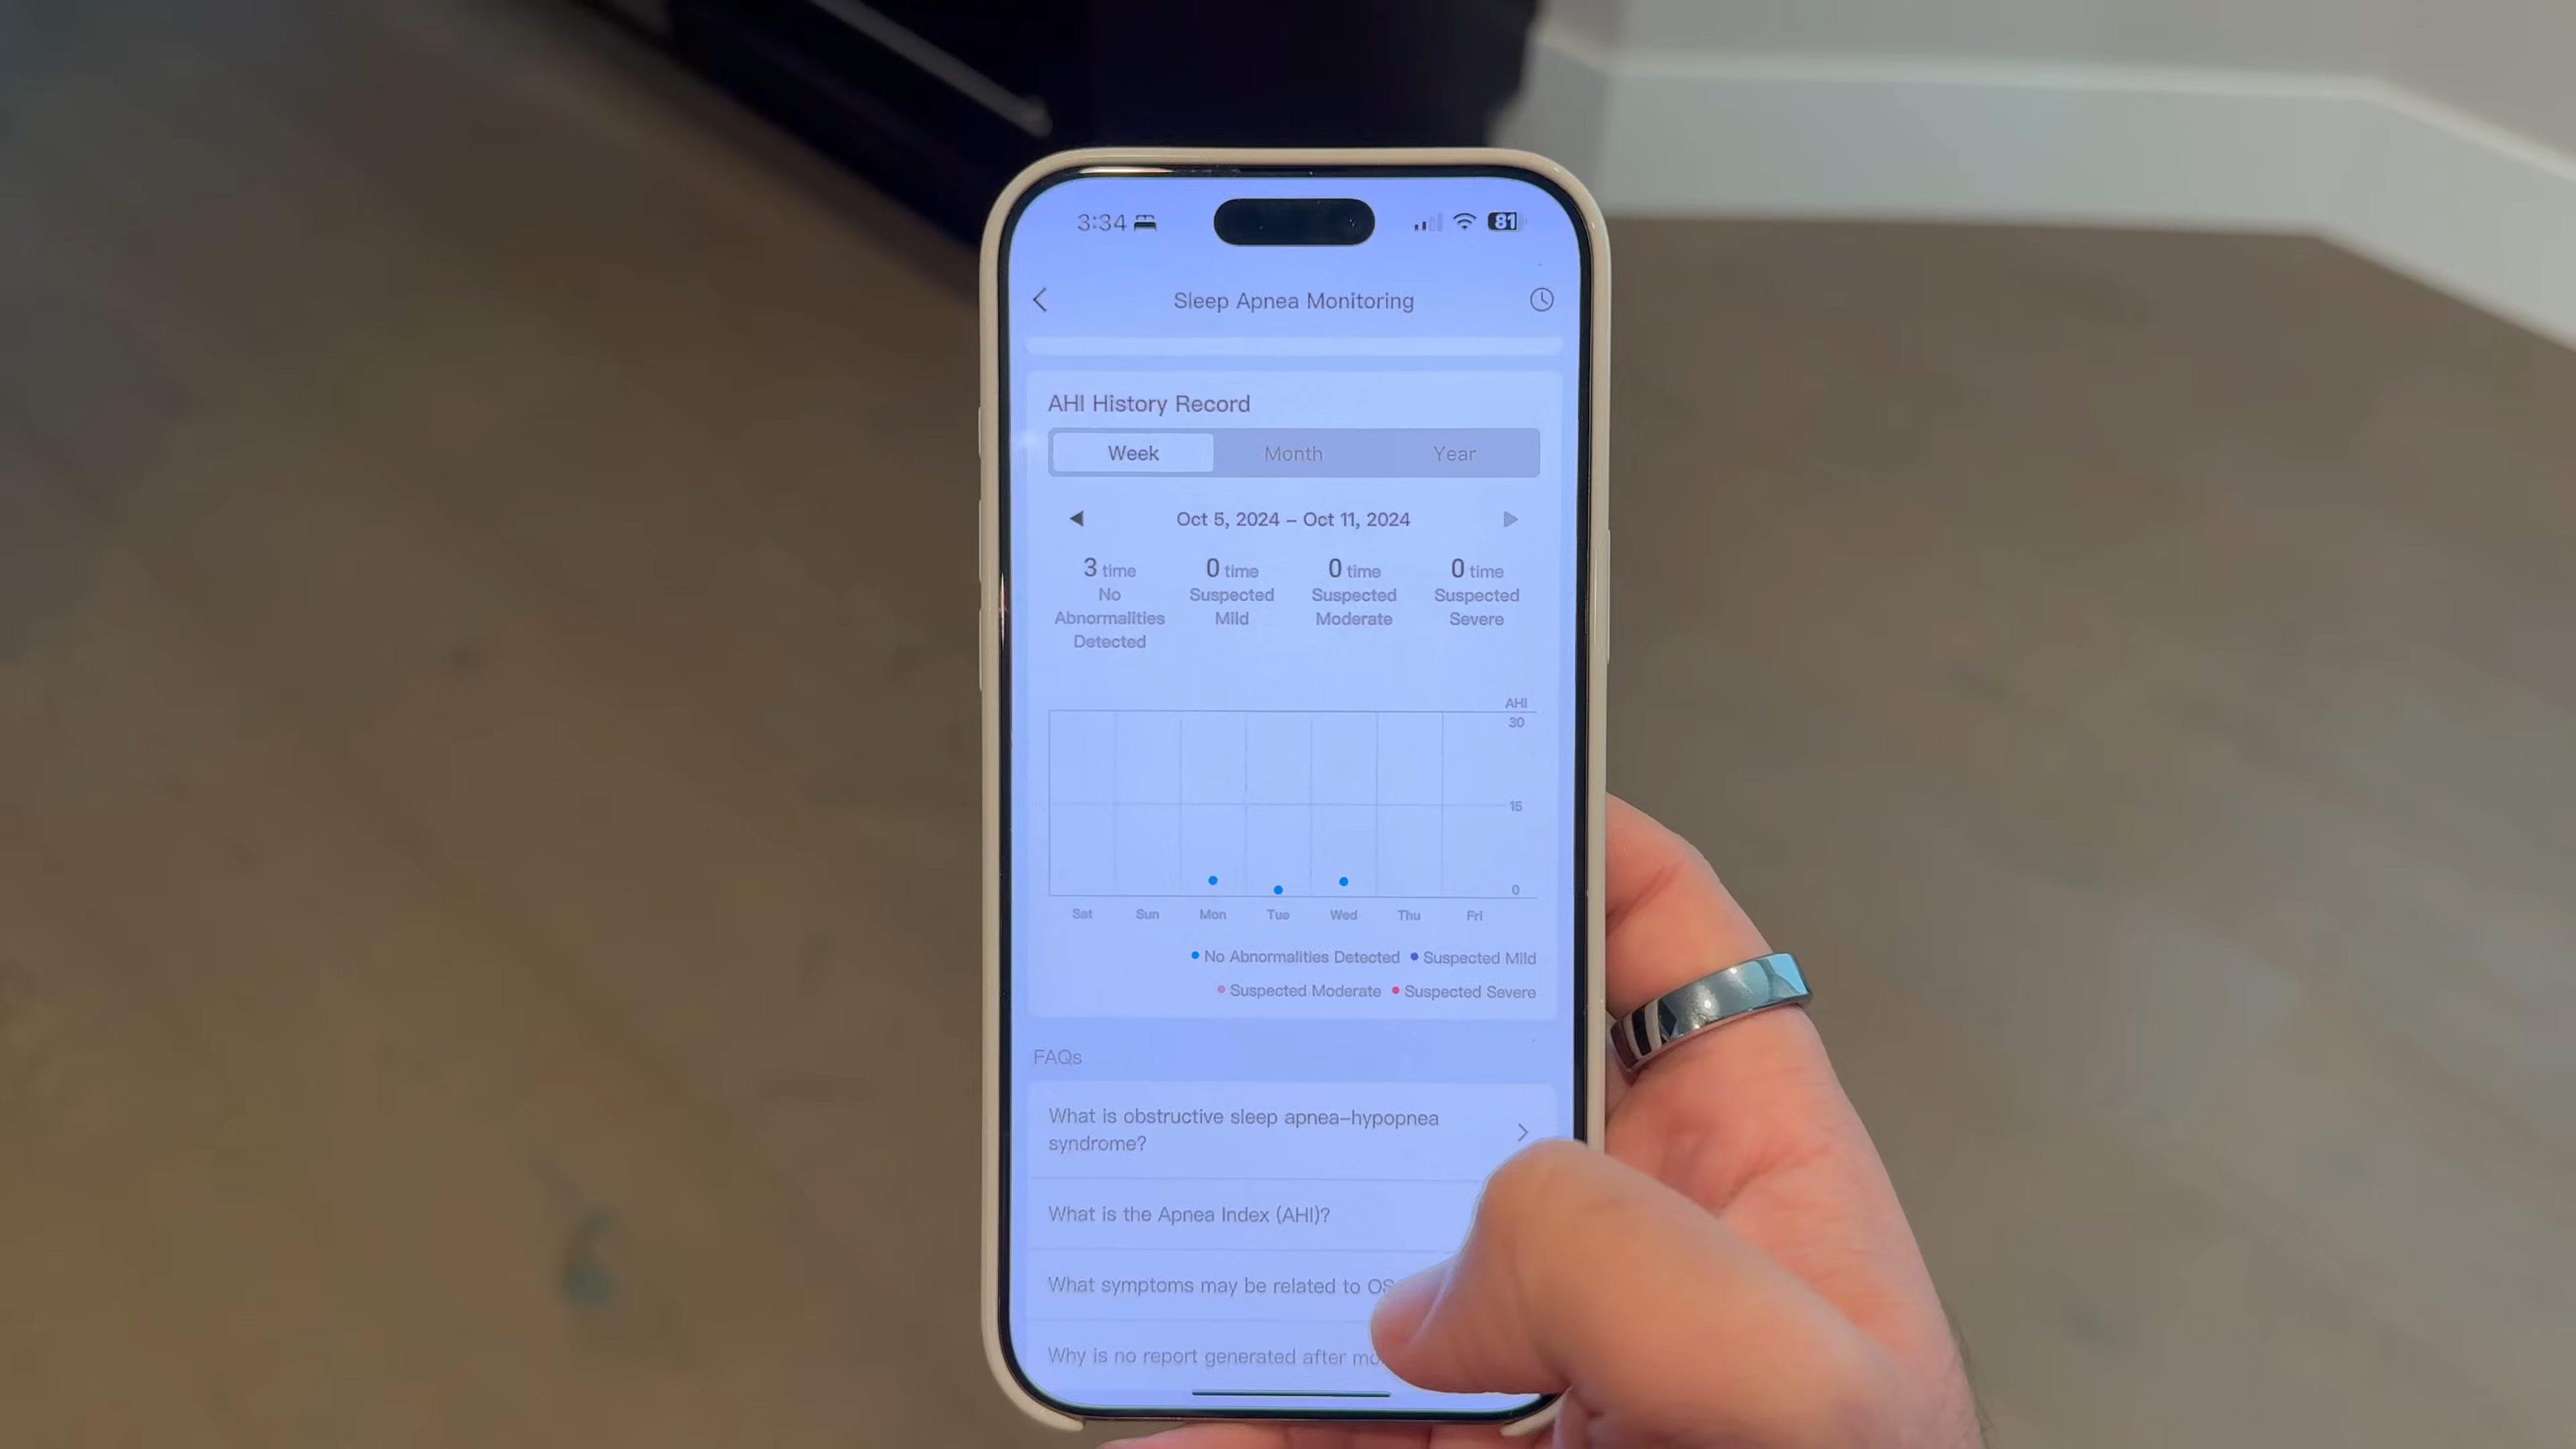 3:34
81
Sleep Apnea Monitoring
AHI History Record
Week Month Year
Oct 5, 2024 – Oct 11, 2024
3 time 0 time 0 time 0 time
No Abnormalities Detected
Suspected Mild
Suspected Moderate
Suspected Severe
AHI
30
15
0
Sat Sun Mon Tue Wed Thu Fri
No Abnormalities Detected Suspected Mild
Suspected Moderate Suspected Severe
FAQs
What is obstructive sleep apnea–hypopnea
syndrome?
What is the Apnea Index (AHI)?
What symptoms may be related to
Why is no report generated after